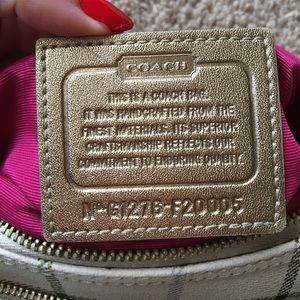 COACH
THIS IS A COACH BAG.
IT WAS HANDCRAFTED FROM THE
FINEST MATERIALS. ITS SUPERIOR
CRAFTSMANSHIP REFLECTS OUR
COMMITMENT TO ENDURING QUALITY.
Nº G1276-F20005